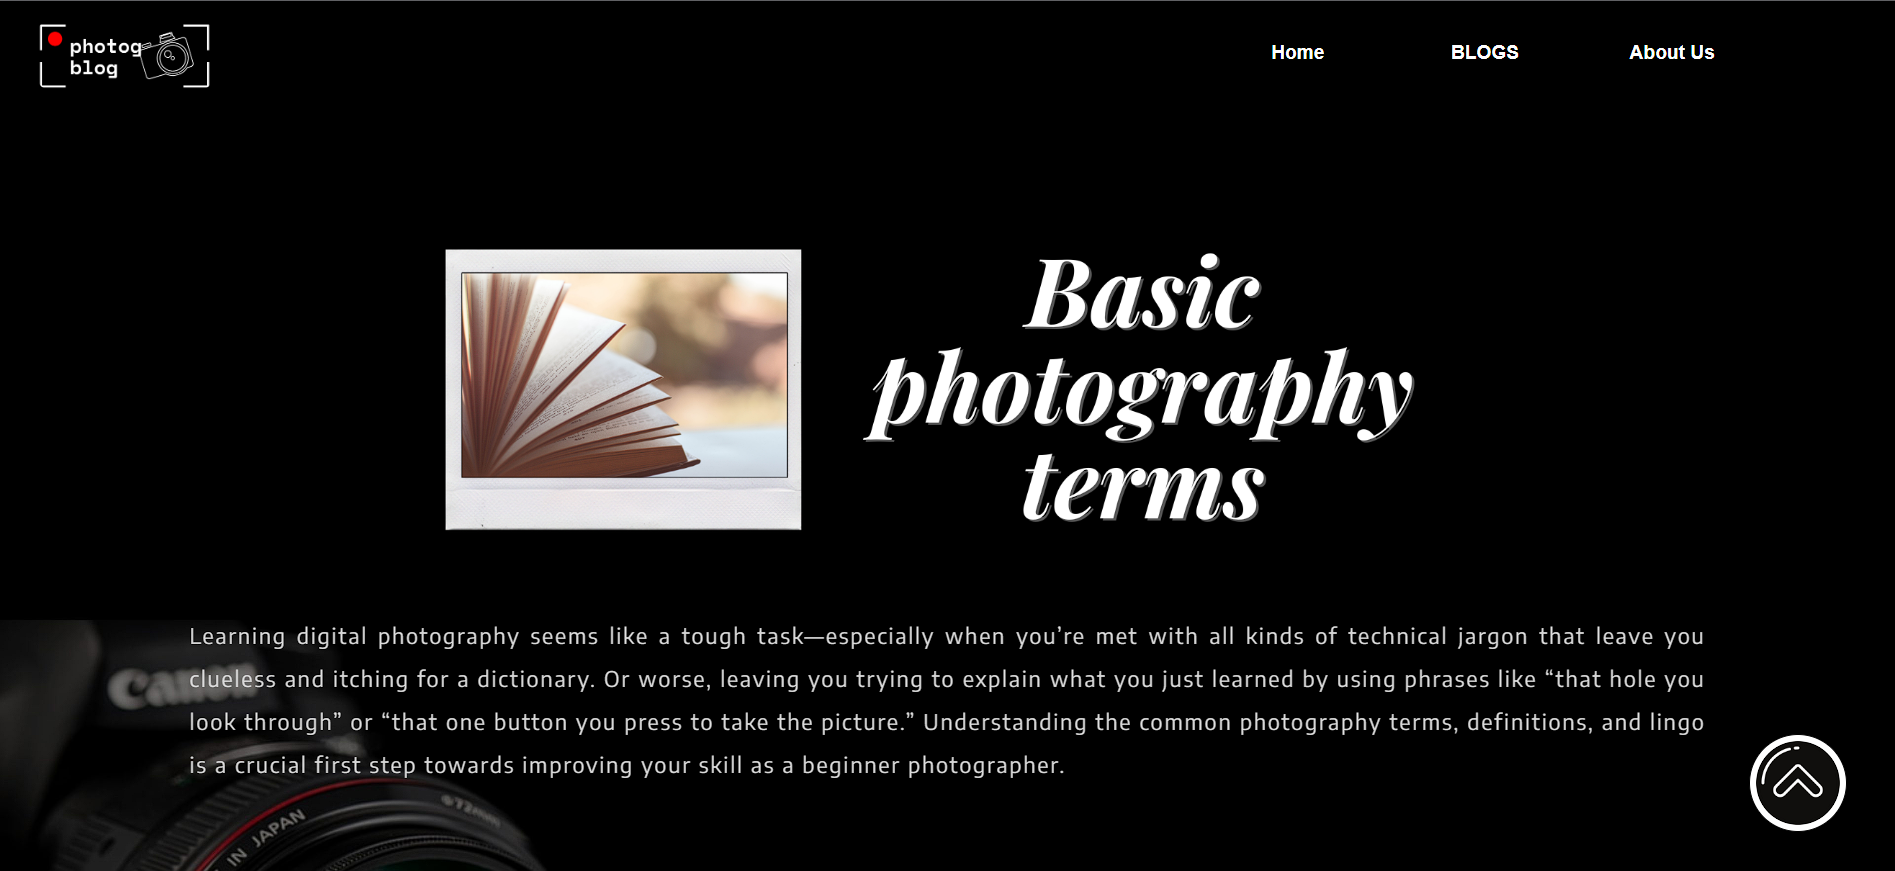 photog
blog
Home
BLOGS
About Us
Basic
photography
terms
Learning digital photography seems like a tough task—especially when you’re met with all kinds of technical jargon that leave you
clueless and itching for a dictionary. Or worse, leaving you trying to explain what you just learned by using phrases like “that hole you
look through” or “that one button you press to take the picture.” Understanding the common photography terms, definitions, and lingo
is a crucial first step towards improving your skill as a beginner photographer.
Canon
IN JAPAN
72mm